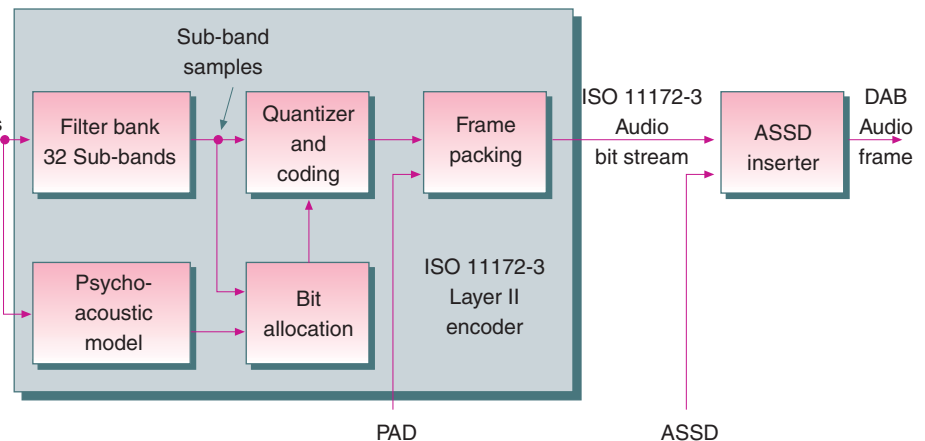 Sub-band
samples
Filter bank
32 Sub-bands
Quantizer
and
coding
Frame
packing
ISO 11172-3
Audio
bit stream
ASSD
inserter
DAB
Audio
frame
Psycho-
acoustic
model
Bit
allocation
ISO 11172-3
Layer II
encoder
PAD
ASSD